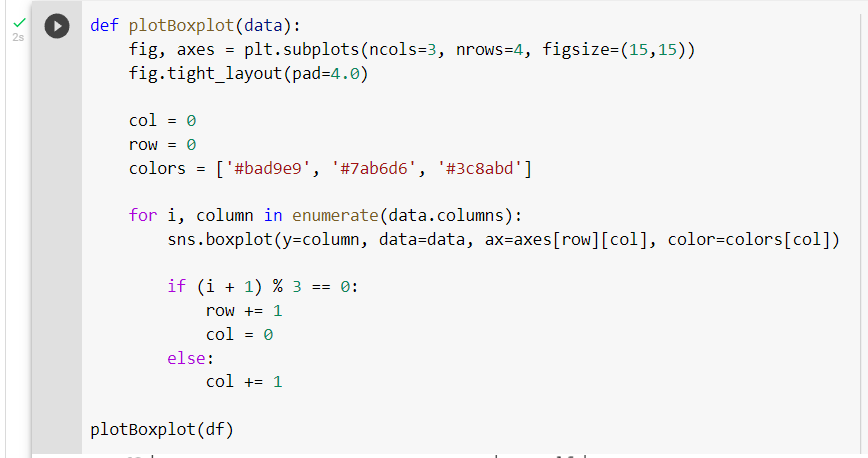 def plotBoxplot(data):
    fig, axes = plt.subplots(ncols=3, nrows=4, figsize=(15,15))
    fig.tight_layout(pad=4.0)
2s
    col = 0
    row = 0
    colors = ['#bad9e9', '#7ab6d6', '#3c8abd']
    for i, column in enumerate(data.columns):
        sns.boxplot(y=column, data=data, ax=axes[row][col], color=colors[col])
        if (i + 1) % 3 == 0:
            row += 1
            col = 0
        else:
            col += 1
plotBoxplot(df)